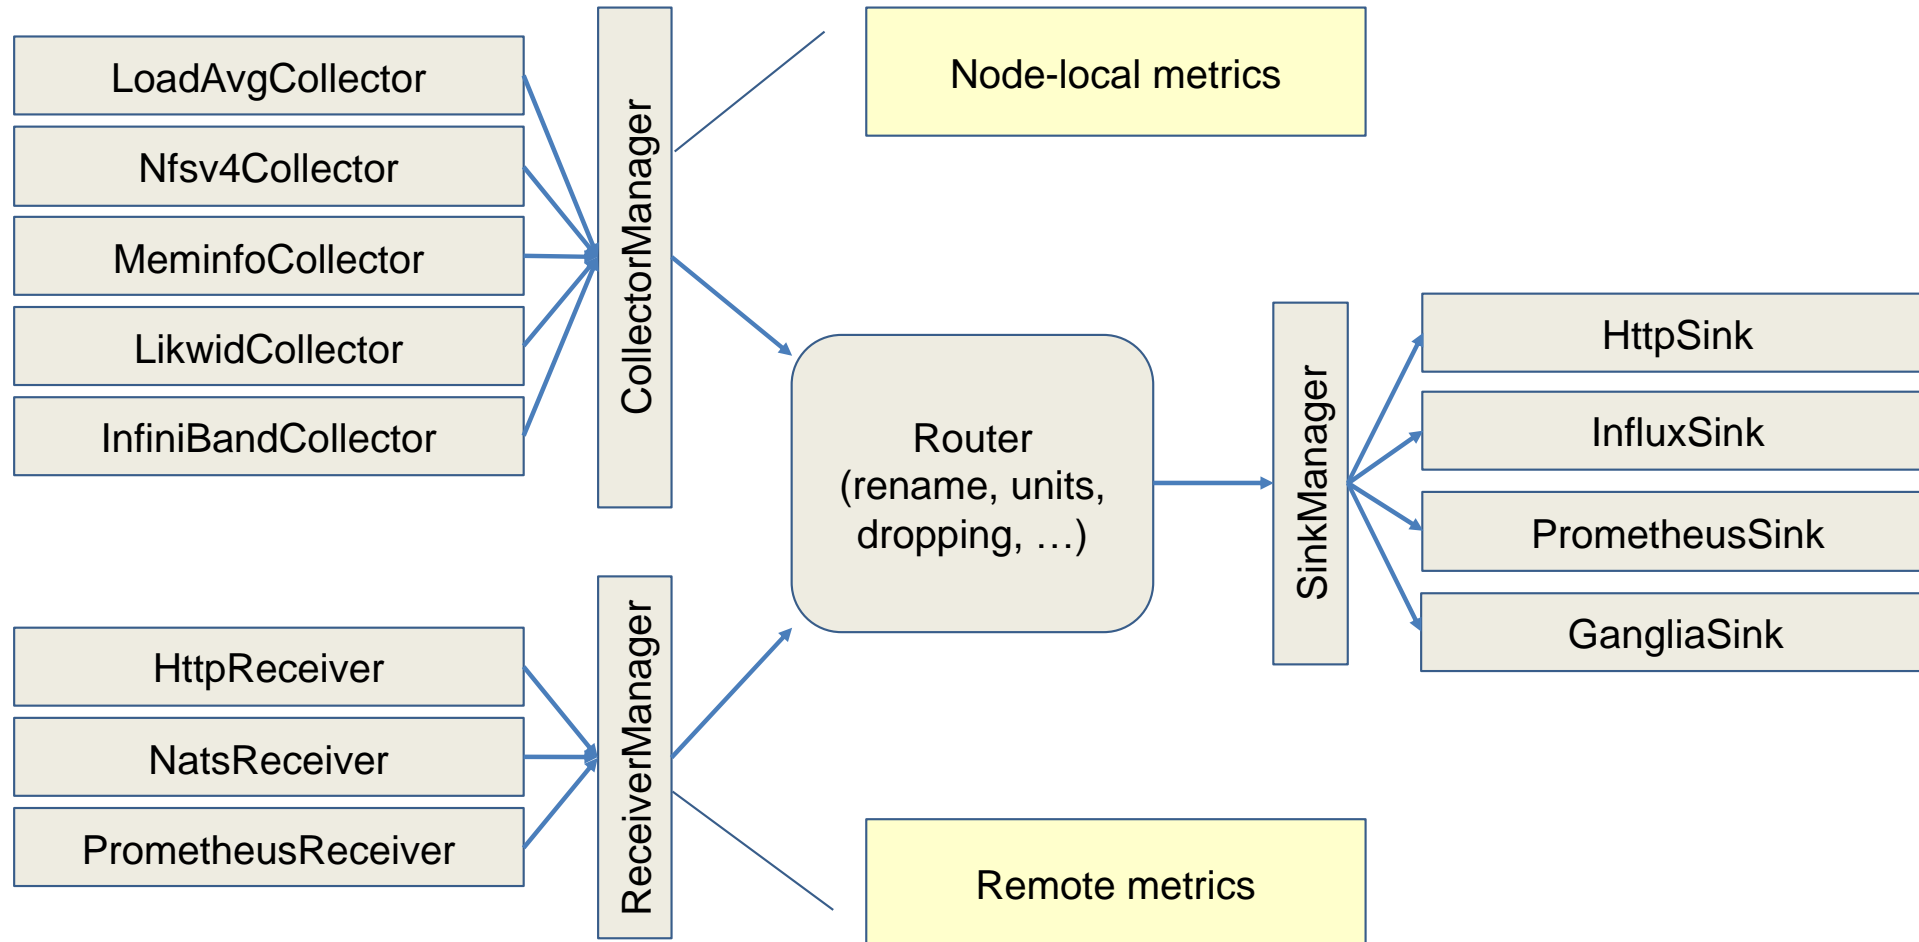 LoadAvgCollector
Nfsv4Collector
MeminfoCollector
LikwidCollector
InfiniBandCollector
CollectorManager
Node-local metrics
HttpReceiver
NatsReceiver
PrometheusReceiver
ReceiverManager
Remote metrics
Router
(rename, units,
dropping, …)
SinkManager
HttpSink
InfluxSink
PrometheusSink
GangliaSink